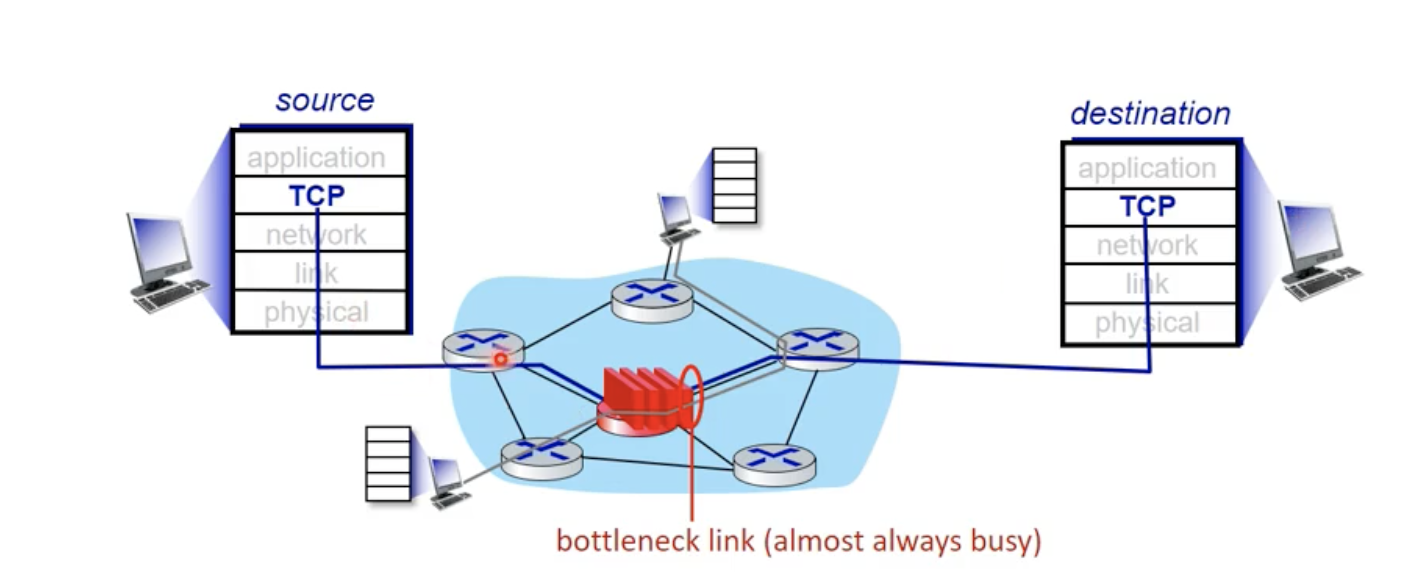 source
application
TCP
network
link
physical
destination
application
TCP
network
link
physical
bottleneck link (almost always busy)